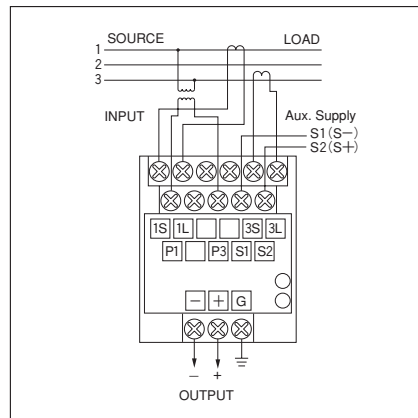 SOURCE LOAD
1
2
3
INPUT
Aux. Supply
S1(S−)
S2(S+)
1S 1L 3S 3L
P1 P3 S1 S2
− + G
− +
OUTPUT